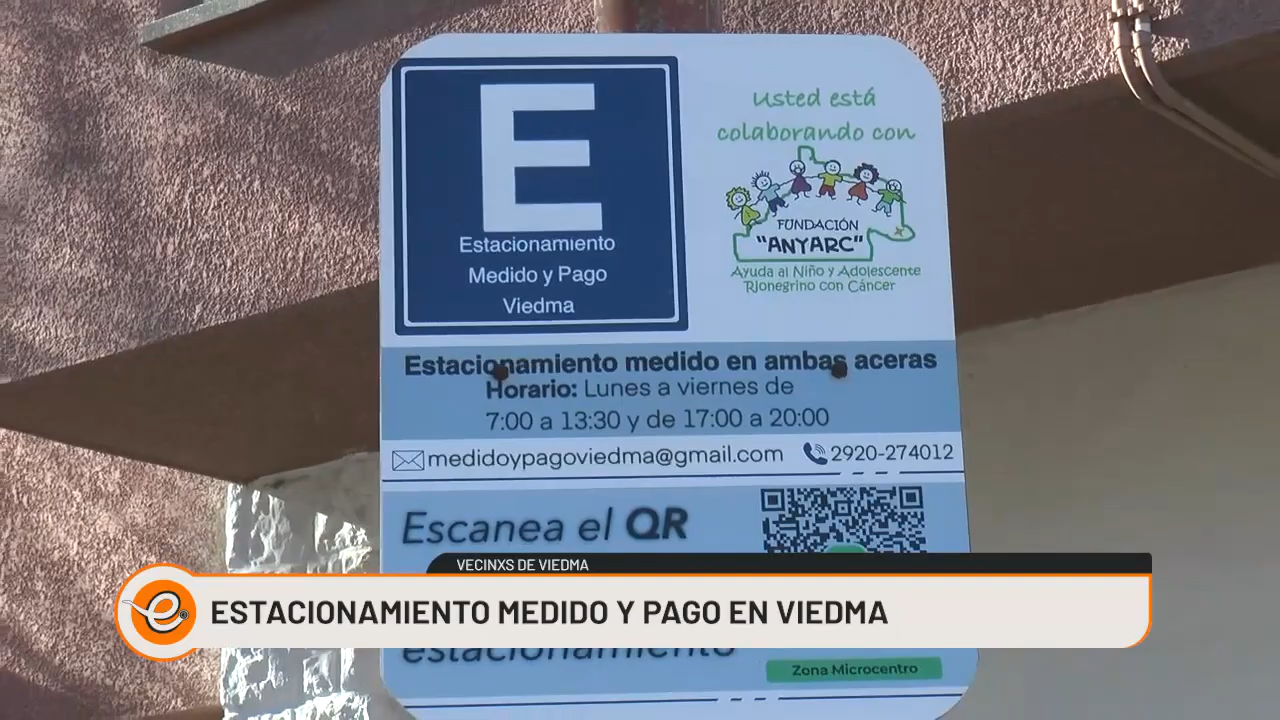 E
Estacionamiento
Medido y Pago
Viedma
Usted está
colaborando con
FUNDACIÓN
"ANYARC"
Ayuda al Niño y Adolescente
Rionegrino con Cáncer
Estacionamiento medido en ambas aceras
Horario: Lunes a viernes de
7:00 a 13:30 y de 17:00 a 20:00
medidoypagoviedma@gmail.com 2920-274012
Escanea el QR
VECINXS DE VIEDMA
e
ESTACIONAMIENTO MEDIDO Y PAGO EN VIEDMA
estacionamiento
Zona Microcentro